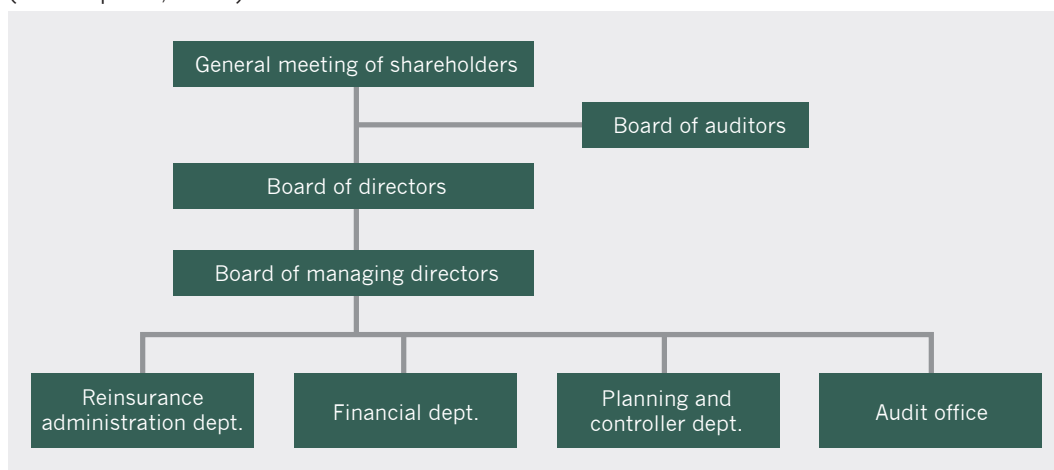 General meeting of shareholders
Board of auditors
Board of directors
Board of managing directors
Reinsurance
administration dept.
Financial dept.
Planning and
controller dept.
Audit office